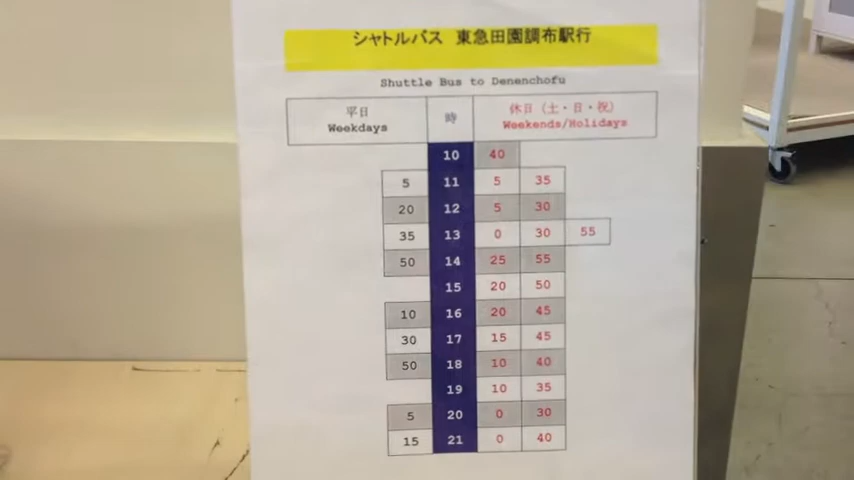 シャトルバス 東急田園調布駅行
Shuttle Bus to Denenchofu
平日 時 休日（土・日・祝）
Weekdays Weekends/Holidays
10 40
5 11 5 35
20 12 5 30
35 13 0 30 55
50 14 25 55
15 20 50
10 16 20 45
30 17 15 45
50 18 10 40
19 10 35
5 20 0 30
15 21 0 40